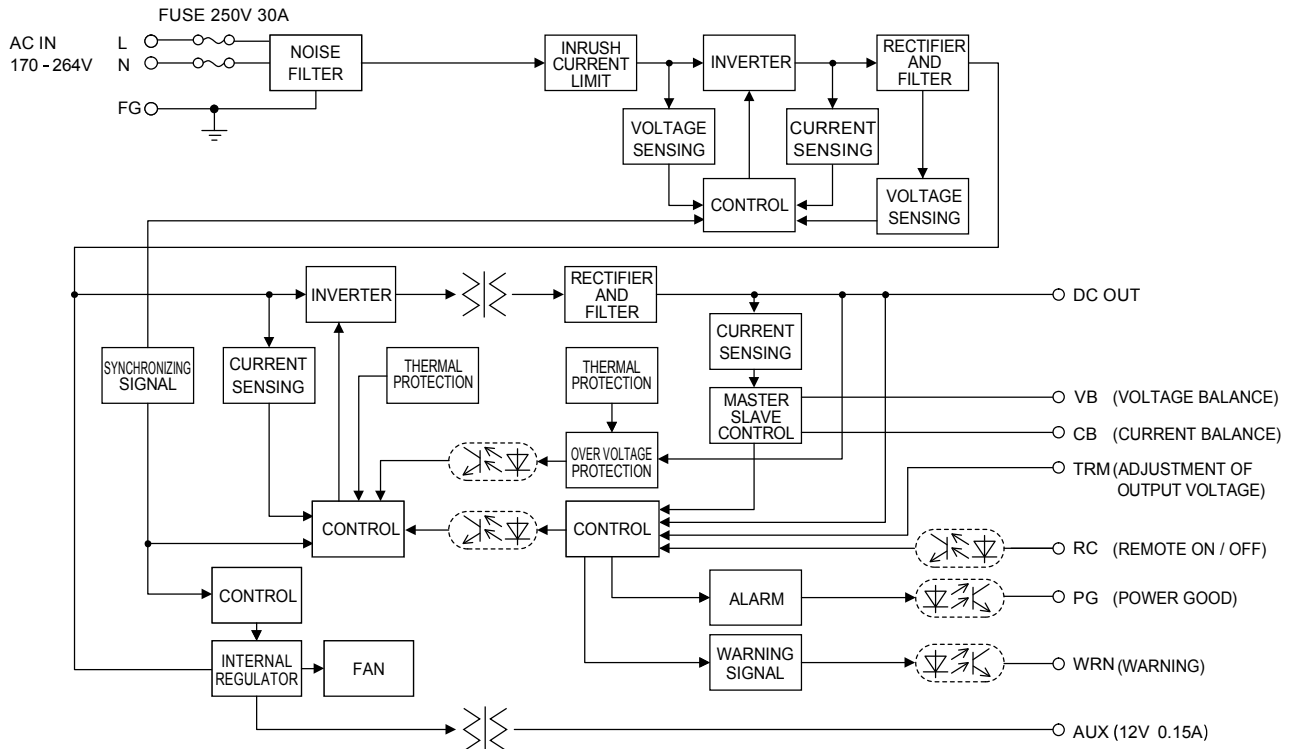 FUSE 250V 30A
AC IN
170 - 264V
L
N
FG
NOISE
FILTER
INRUSH
CURRENT
LIMIT
INVERTER
RECTIFIER
AND
FILTER
VOLTAGE
SENSING
CURRENT
SENSING
CONTROL
VOLTAGE
SENSING
INVERTER
RECTIFIER
AND
FILTER
DC OUT
SYNCHRONIZING
SIGNAL
CURRENT
SENSING
THERMAL
PROTECTION
THERMAL
PROTECTION
CURRENT
SENSING
MASTER
SLAVE
CONTROL
VB (VOLTAGE BALANCE)
CB (CURRENT BALANCE)
OVER VOLTAGE
PROTECTION
TRM (ADJUSTMENT OF
OUTPUT VOLTAGE)
CONTROL
CONTROL
RC (REMOTE ON / OFF)
CONTROL
ALARM
PG (POWER GOOD)
INTERNAL
REGULATOR
FAN
WARNING
SIGNAL
WRN (WARNING)
AUX (12V 0.15A)